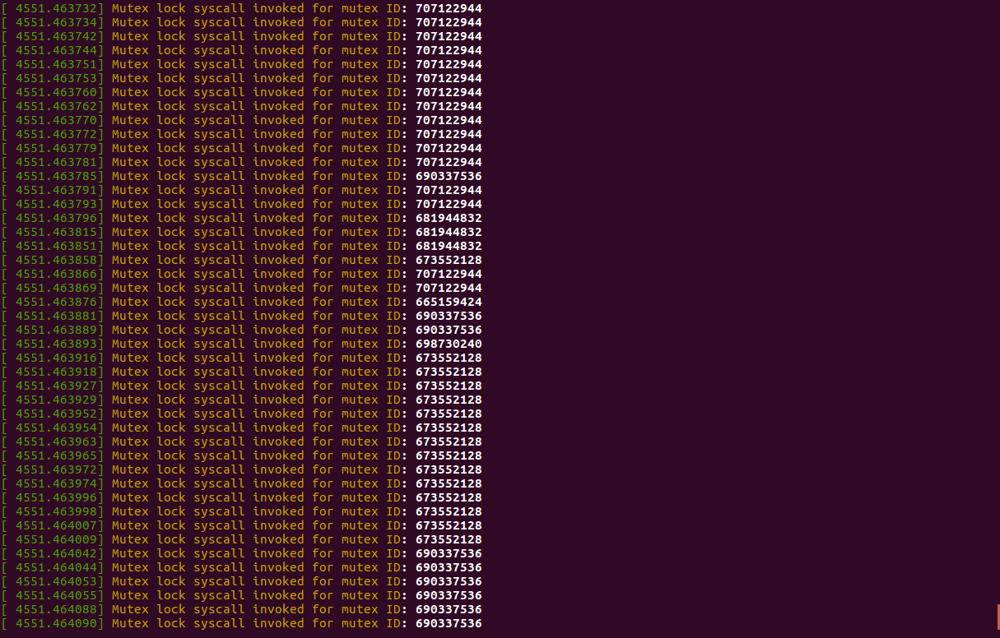 [ 4551.463732] Mutex lock syscall invoked for mutex ID: 707122944
[ 4551.463734] Mutex lock syscall invoked for mutex ID: 707122944
[ 4551.463742] Mutex lock syscall invoked for mutex ID: 707122944
[ 4551.463744] Mutex lock syscall invoked for mutex ID: 707122944
[ 4551.463751] Mutex lock syscall invoked for mutex ID: 707122944
[ 4551.463753] Mutex lock syscall invoked for mutex ID: 707122944
[ 4551.463760] Mutex lock syscall invoked for mutex ID: 707122944
[ 4551.463762] Mutex lock syscall invoked for mutex ID: 707122944
[ 4551.463770] Mutex lock syscall invoked for mutex ID: 707122944
[ 4551.463772] Mutex lock syscall invoked for mutex ID: 707122944
[ 4551.463779] Mutex lock syscall invoked for mutex ID: 707122944
[ 4551.463781] Mutex lock syscall invoked for mutex ID: 707122944
[ 4551.463785] Mutex lock syscall invoked for mutex ID: 690337536
[ 4551.463791] Mutex lock syscall invoked for mutex ID: 707122944
[ 4551.463793] Mutex lock syscall invoked for mutex ID: 707122944
[ 4551.463796] Mutex lock syscall invoked for mutex ID: 681944832
[ 4551.463815] Mutex lock syscall invoked for mutex ID: 681944832
[ 4551.463851] Mutex lock syscall invoked for mutex ID: 681944832
[ 4551.463858] Mutex lock syscall invoked for mutex ID: 673552128
[ 4551.463866] Mutex lock syscall invoked for mutex ID: 707122944
[ 4551.463869] Mutex lock syscall invoked for mutex ID: 707122944
[ 4551.463876] Mutex lock syscall invoked for mutex ID: 665159424
[ 4551.463881] Mutex lock syscall invoked for mutex ID: 690337536
[ 4551.463889] Mutex lock syscall invoked for mutex ID: 690337536
[ 4551.463893] Mutex lock syscall invoked for mutex ID: 698730240
[ 4551.463916] Mutex lock syscall invoked for mutex ID: 673552128
[ 4551.463918] Mutex lock syscall invoked for mutex ID: 673552128
[ 4551.463927] Mutex lock syscall invoked for mutex ID: 673552128
[ 4551.463929] Mutex lock syscall invoked for mutex ID: 673552128
[ 4551.463952] Mutex lock syscall invoked for mutex ID: 673552128
[ 4551.463954] Mutex lock syscall invoked for mutex ID: 673552128
[ 4551.463963] Mutex lock syscall invoked for mutex ID: 673552128
[ 4551.463965] Mutex lock syscall invoked for mutex ID: 673552128
[ 4551.463972] Mutex lock syscall invoked for mutex ID: 673552128
[ 4551.463974] Mutex lock syscall invoked for mutex ID: 673552128
[ 4551.463996] Mutex lock syscall invoked for mutex ID: 673552128
[ 4551.463998] Mutex lock syscall invoked for mutex ID: 673552128
[ 4551.464007] Mutex lock syscall invoked for mutex ID: 673552128
[ 4551.464009] Mutex lock syscall invoked for mutex ID: 673552128
[ 4551.464042] Mutex lock syscall invoked for mutex ID: 690337536
[ 4551.464044] Mutex lock syscall invoked for mutex ID: 690337536
[ 4551.464053] Mutex lock syscall invoked for mutex ID: 690337536
[ 4551.464055] Mutex lock syscall invoked for mutex ID: 690337536
[ 4551.464088] Mutex lock syscall invoked for mutex ID: 690337536
[ 4551.464090] Mutex lock syscall invoked for mutex ID: 690337536